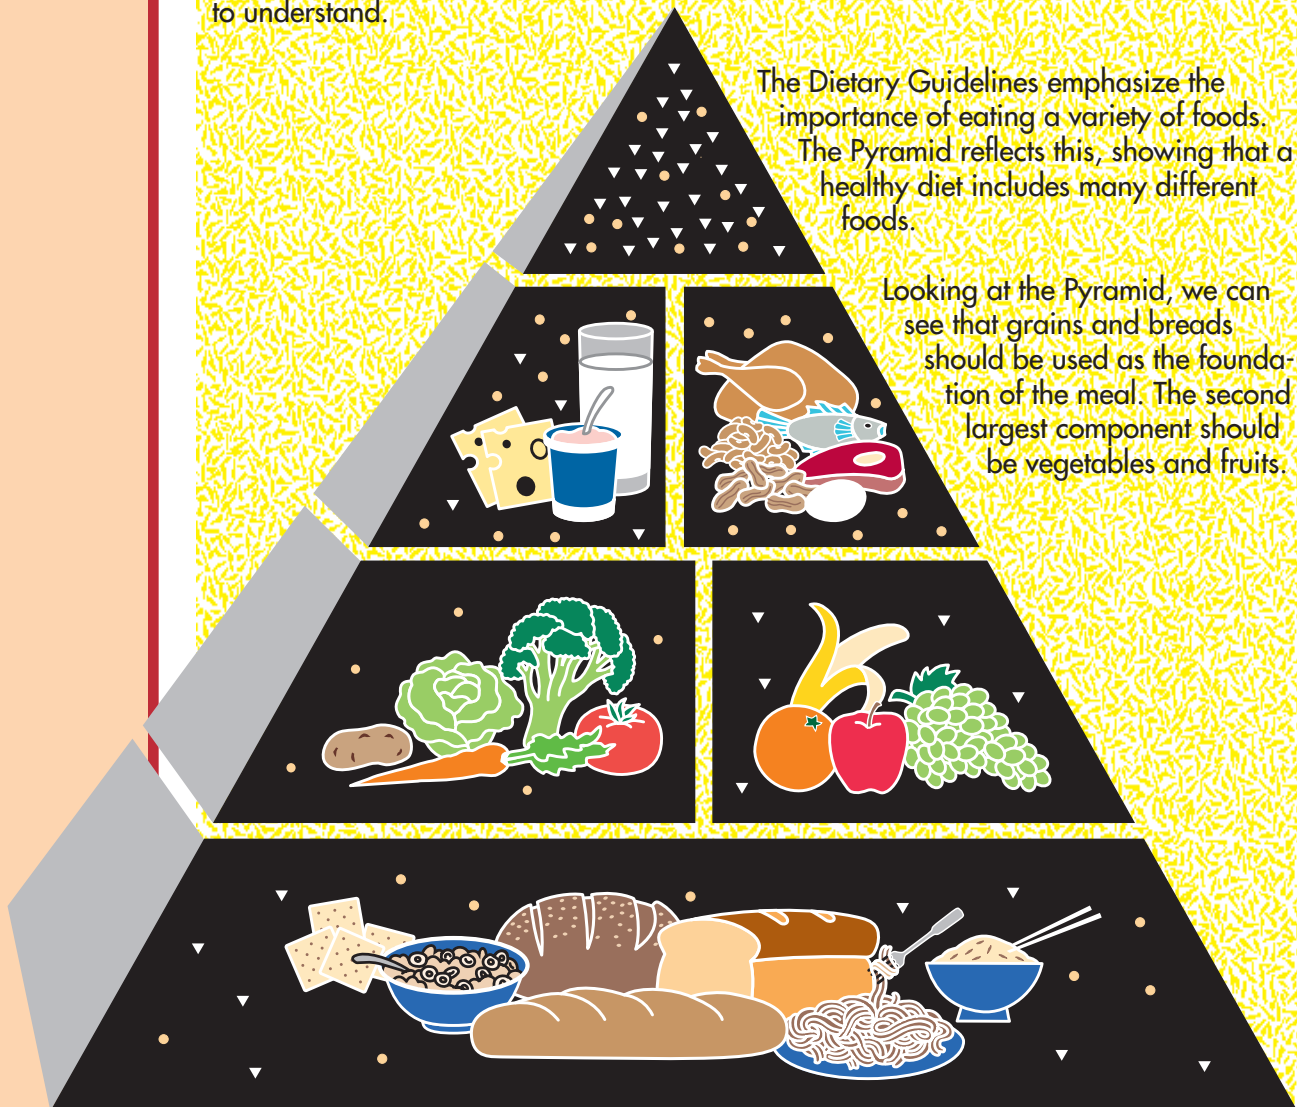 to understand.
The Dietary Guidelines emphasize the
importance of eating a variety of foods.
The Pyramid reflects this, showing that a
healthy diet includes many different
foods.
Looking at the Pyramid, we can
see that grains and breads
should be used as the founda-
tion of the meal. The second
largest component should
be vegetables and fruits.